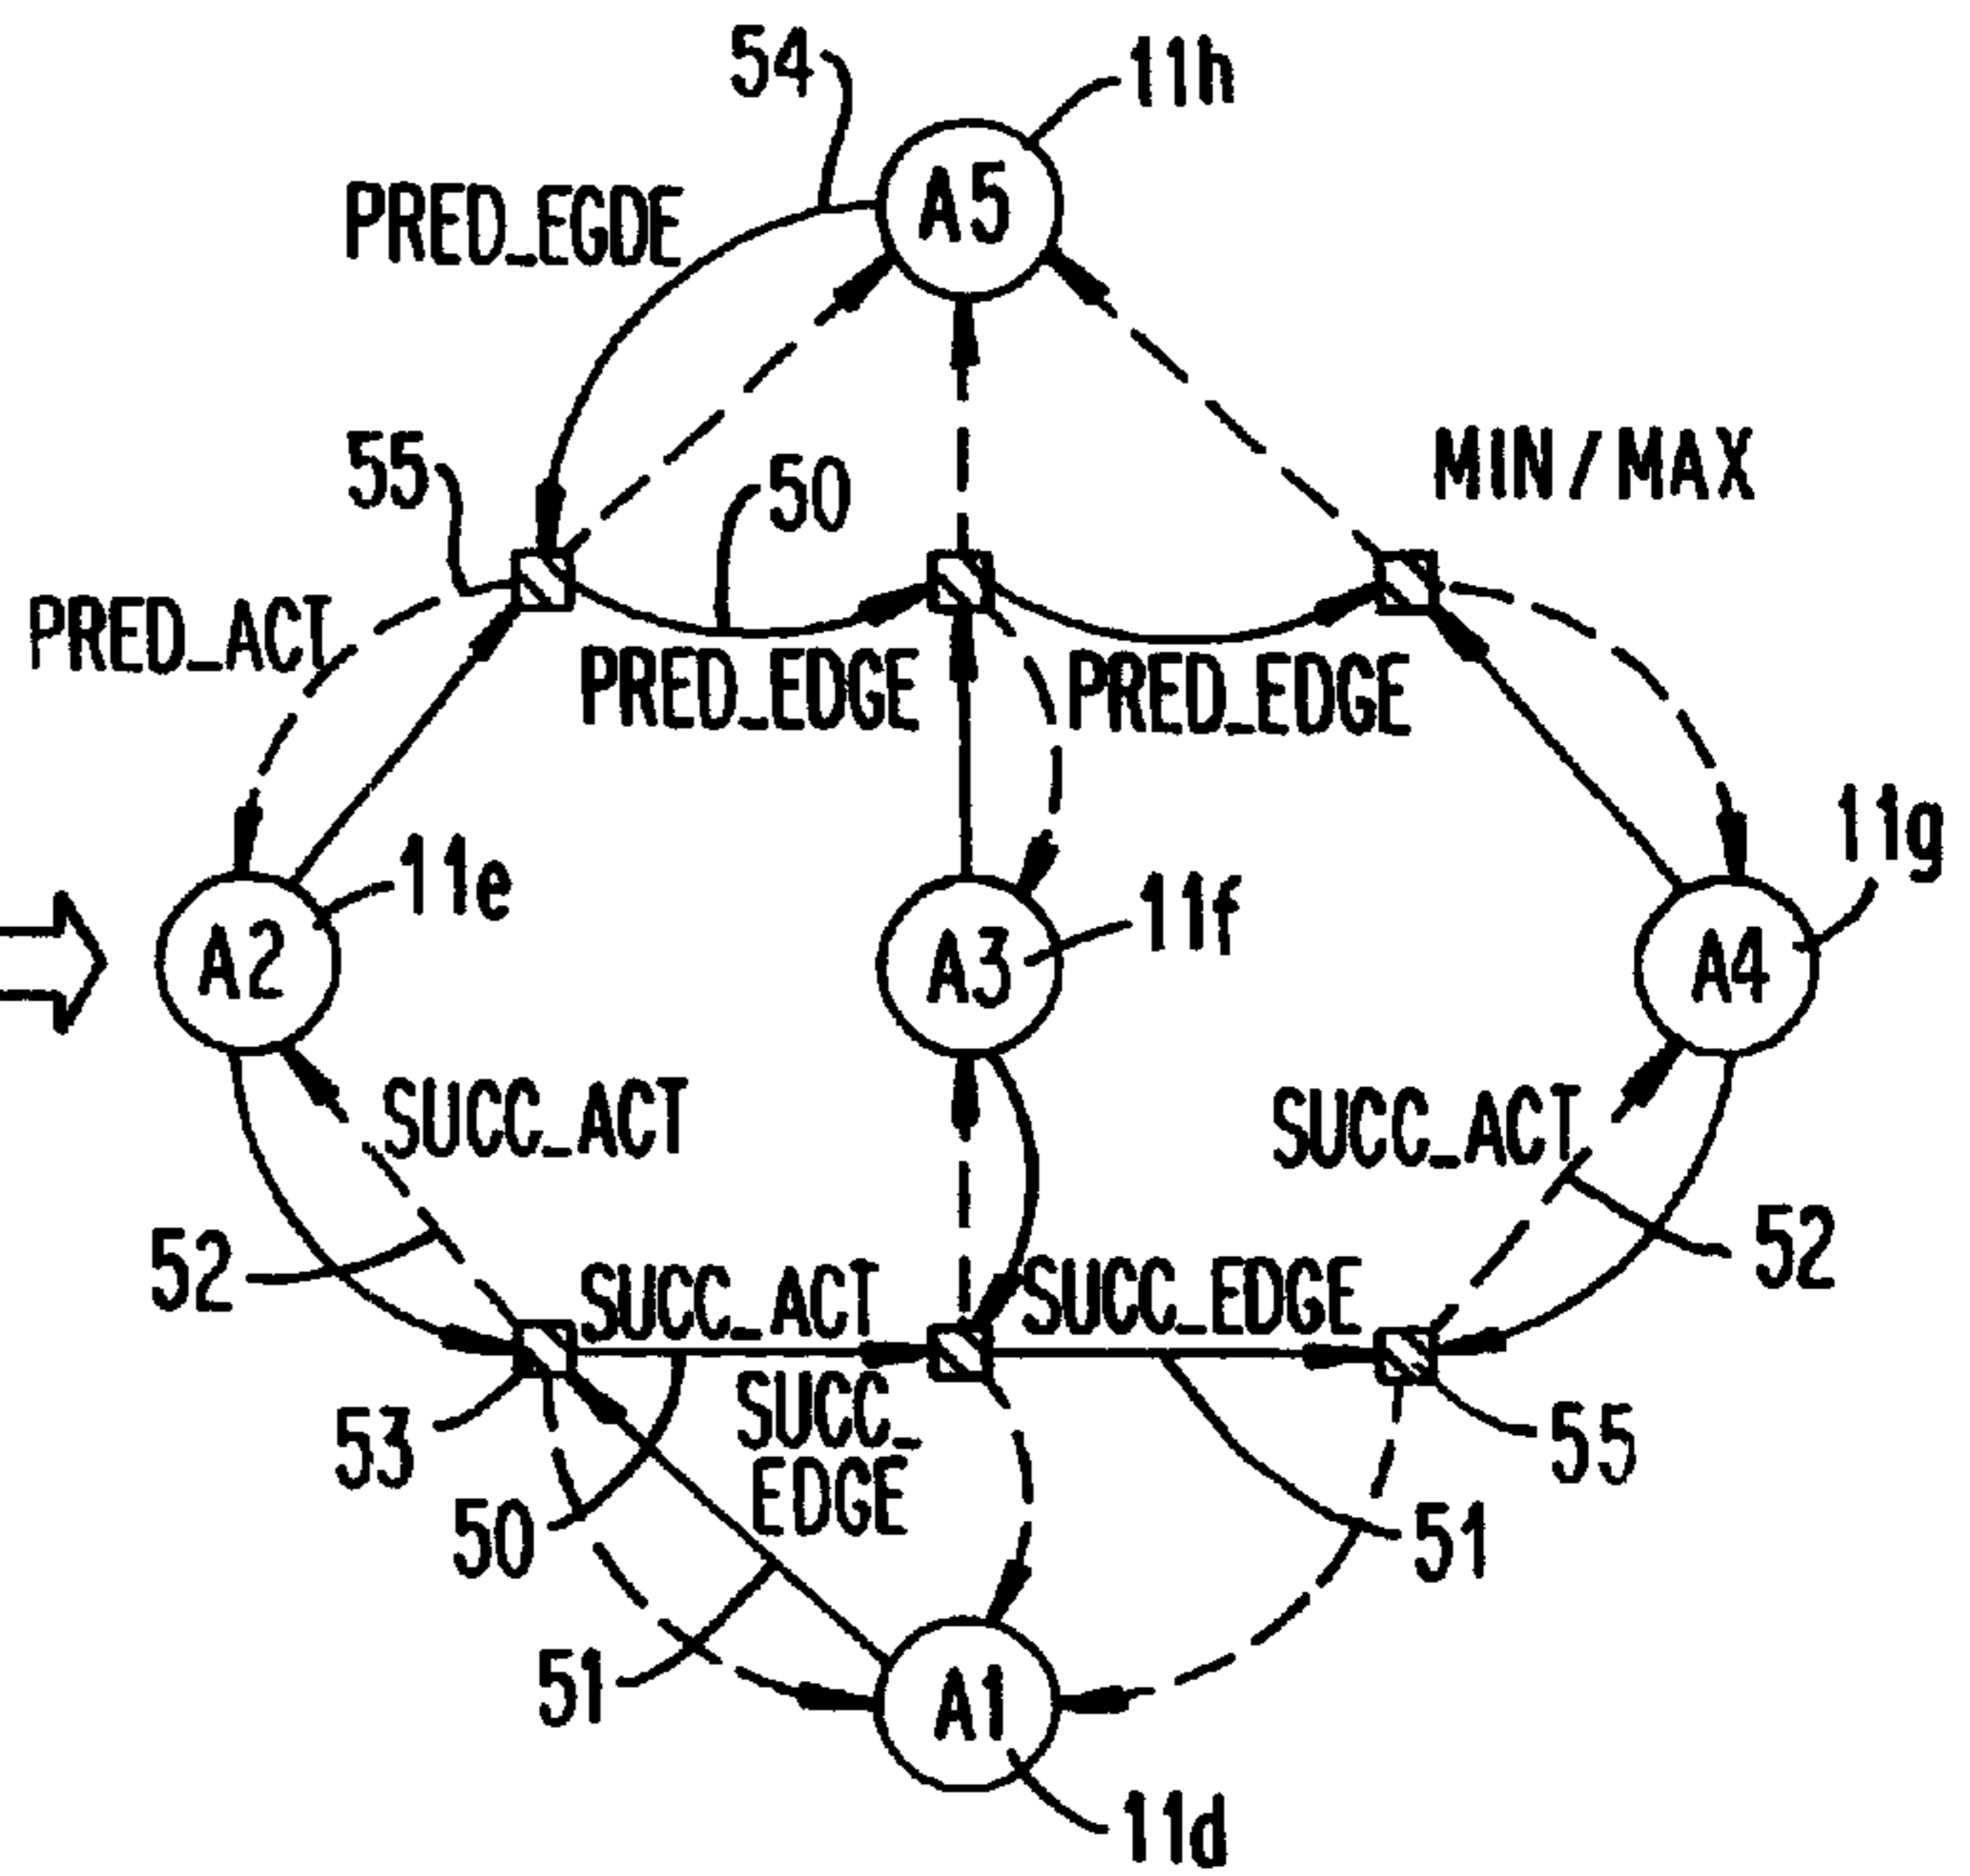 54
11h
A5
PRED_EGDE
55
50
MIN/MAX
PRED_ACT
PRED_EDGE
PRED_EDGE
11e
11f
11g
A2
A3
A4
SUCC_ACT
SUCC_ACT
52
52
SUCC_ACT
SUCC_EDGE
SUCC_
EDGE
53
55
50
51
51
A1
11d